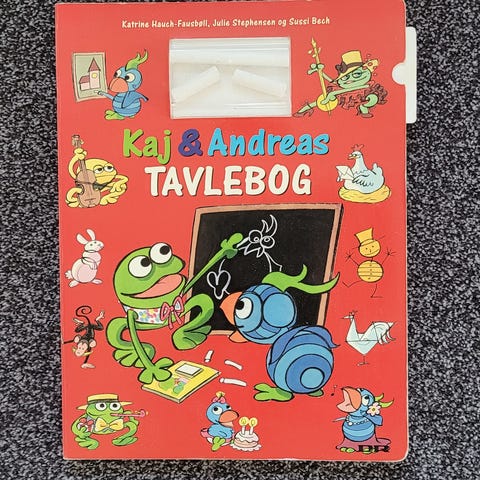 Katrine Hauch-Fausbøll, Julie Stephensen og Sussi Bech
Kaj & Andreas
TAVLEBOG
BR